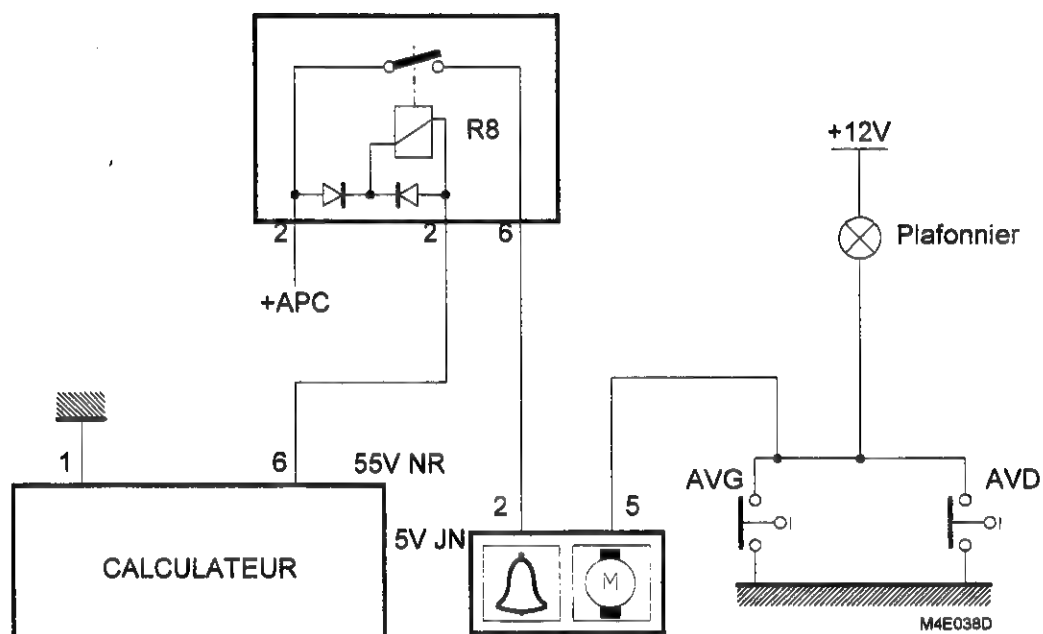 R8
+12V
2
2
6
Plafonnier
+APC
1
6
55V NR
AVG
AVD
2
5
5V JN
CALCULATEUR
M
M4E038D